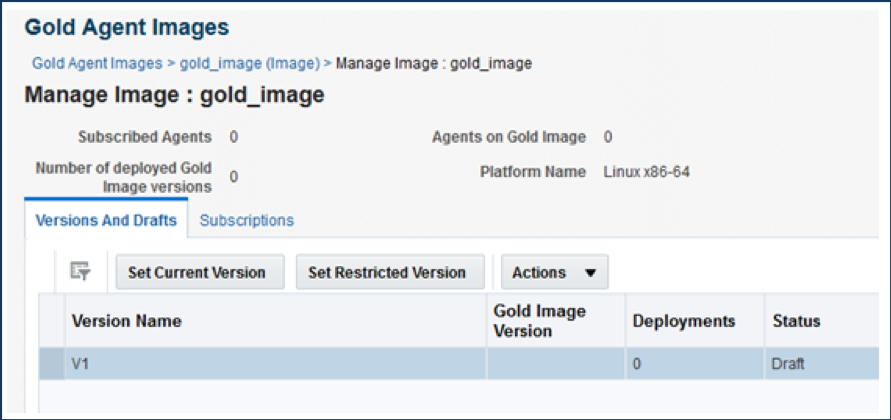 Gold Agent Images
Gold Agent Images > gold_image (Image) > Manage Image : gold_image
Manage Image : gold_image
Subscribed Agents 0 Agents on Gold Image 0
Number of deployed Gold Image versions 0 Platform Name Linux x86-64
Versions And Drafts Subscriptions
Set Current Version Set Restricted Version Actions
Version Name Gold Image Version Deployments Status
V1 0 Draft